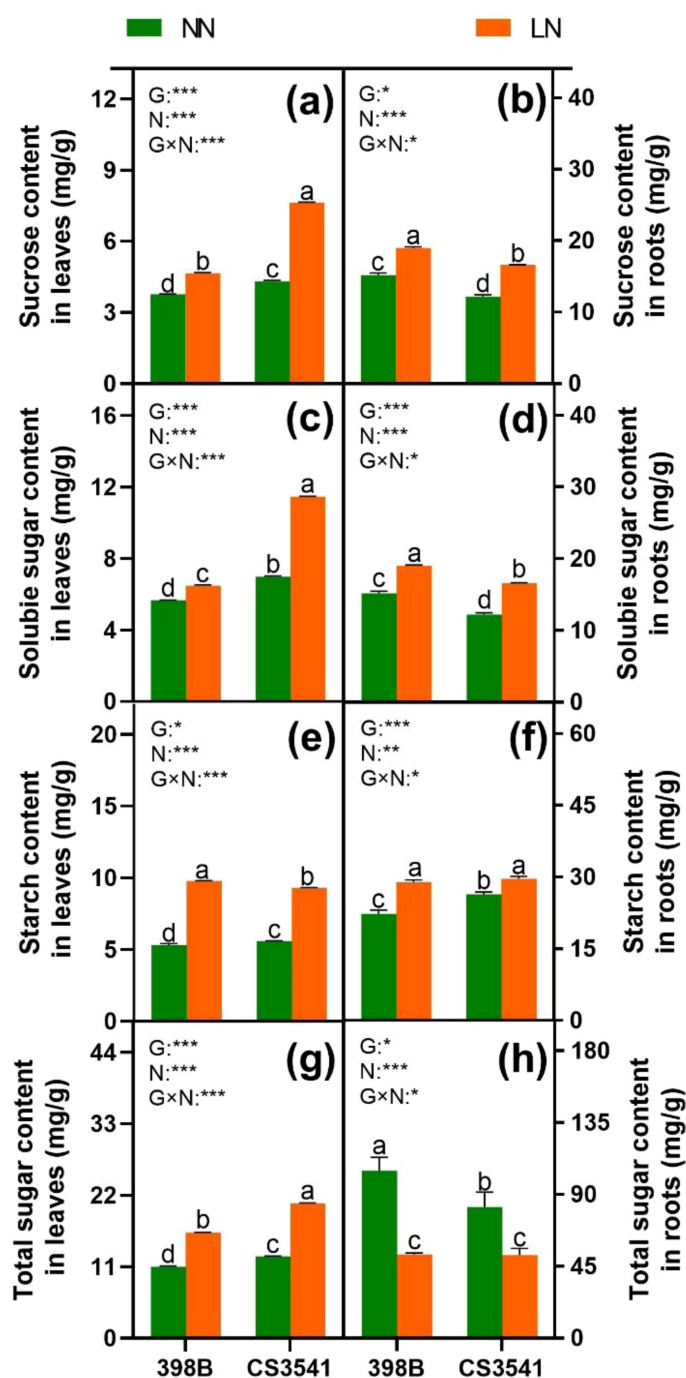 NN LN
Sucrose content
in leaves (mg/g)
12
9
6
3
0
G:***
N:***
G×N:***
(a)
d b c a
G:*
N:***
G×N:*
(b)
c a d b
40
30
20
10
0
Sucrose content
in roots (mg/g)
Solubie sugar content
in leaves (mg/g)
16
12
8
4
0
G:***
N:***
G×N:***
(c)
d c b a
G:***
N:***
G×N:*
(d)
c a d b
40
30
20
10
0
Solubie sugar content
in roots (mg/g)
Starch content
in leaves (mg/g)
20
15
10
5
0
G:*
N:***
G×N:***
(e)
d a c b
G:***
N:**
G×N:*
(f)
c a b a
60
45
30
15
0
Starch content
in roots (mg/g)
Total sugar content
in leaves (mg/g)
44
33
22
11
0
G:***
N:***
G×N:***
(g)
d b c a
G:*
N:***
G×N:*
(h)
a c b c
180
135
90
45
0
Total sugar content
in roots (mg/g)
398B CS3541 398B CS3541